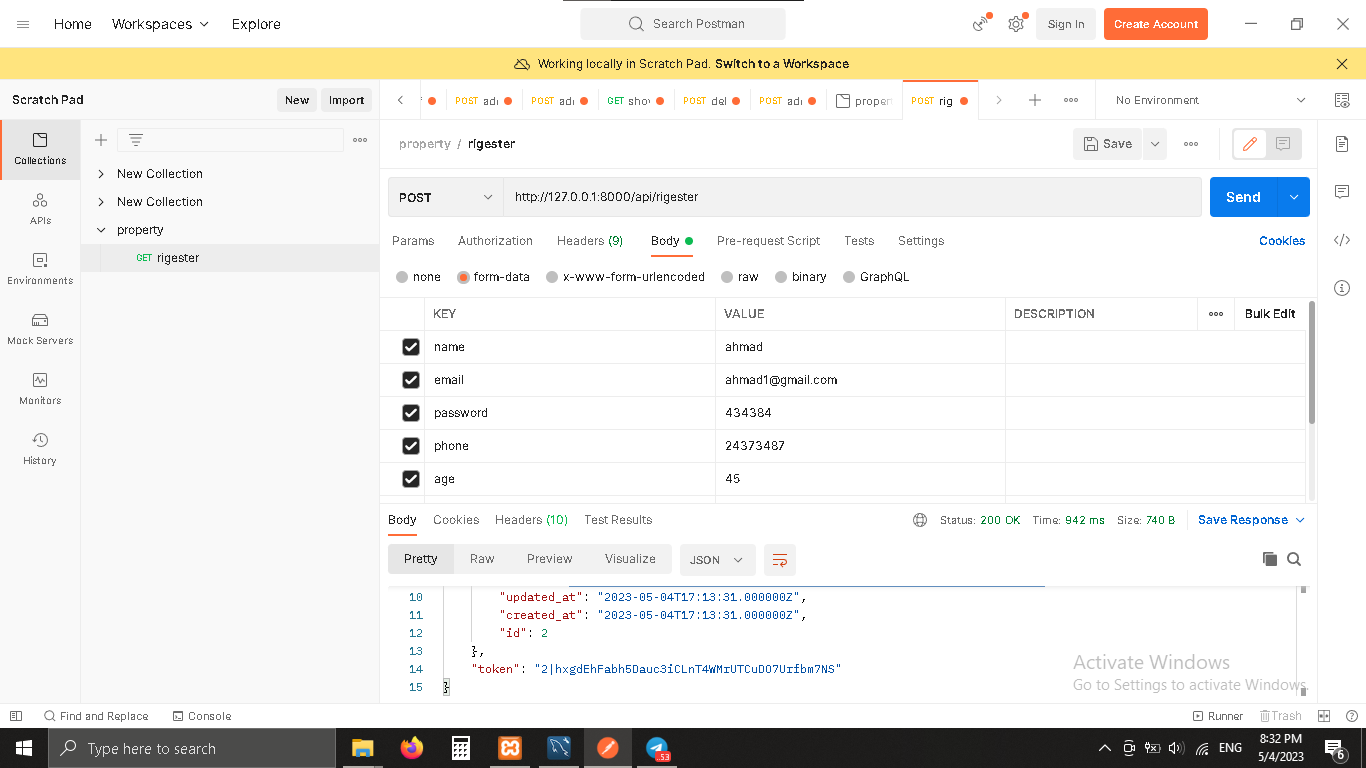 Home Workspaces Explore Search Postman Sign In Create Account
Working locally in Scratch Pad. Switch to a Workspace
Scratch Pad New Import
POST add POST add GET sho POST del POST add proper POST rig No Environment
Collections
APIs
Environments
Mock Servers
Monitors
History
New Collection
New Collection
property
GET rigester
property / rigester Save
POST http://127.0.0.1:8000/api/rigester Send
Params Authorization Headers (9) Body Pre-request Script Tests Settings Cookies
none form-data x-www-form-urlencoded raw binary GraphQL
KEY VALUE DESCRIPTION Bulk Edit
name ahmad
email ahmad1@gmail.com
password 434384
phone 24373487
age 45
Body Cookies Headers (10) Test Results Status: 200 OK Time: 942 ms Size: 740 B Save Response
Pretty Raw Preview Visualize JSON
10 "updated_at": "2023-05-04T17:13:31.000000Z",
11 "created_at": "2023-05-04T17:13:31.000000Z",
12 "id": 2
13 },
14 "token": "2|hxgdEhFabh5Dauc3iCLnT4WMrUTCuDO7Urfbm7NS"
15 }
Activate Windows
Go to Settings to activate Windows.
Find and Replace Console Runner Trash
Type here to search 53 ENG 8:32 PM
5/4/2023 6